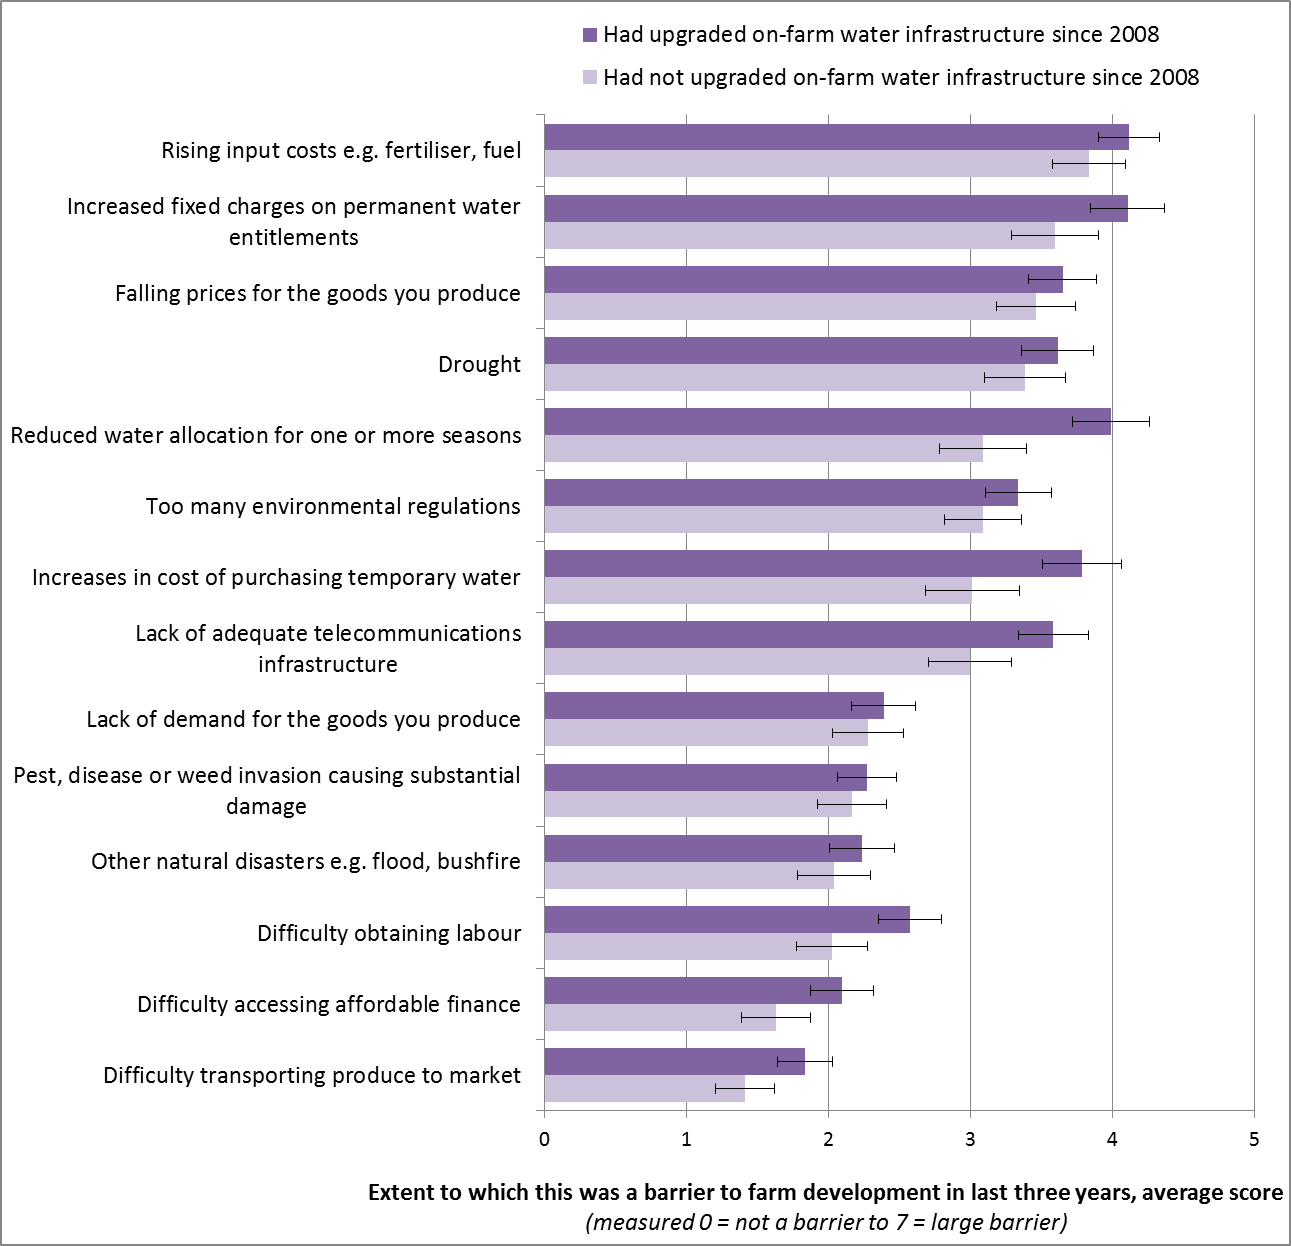 Had upgraded on-farm water infrastructure since 2008
Had not upgraded on-farm water infrastructure since 2008
Rising input costs e.g. fertiliser, fuel
Increased fixed charges on permanent water
entitlements
Falling prices for the goods you produce
Drought
Reduced water allocation for one or more seasons
Too many environmental regulations
Increases in cost of purchasing temporary water
Lack of adequate telecommunications
infrastructure
Lack of demand for the goods you produce
Pest, disease or weed invasion causing substantial
damage
Other natural disasters e.g. flood, bushfire
Difficulty obtaining labour
Difficulty accessing affordable finance
Difficulty transporting produce to market
0 1 2 3 4 5
Extent to which this was a barrier to farm development in last three years, average score
(measured 0 = not a barrier to 7 = large barrier)